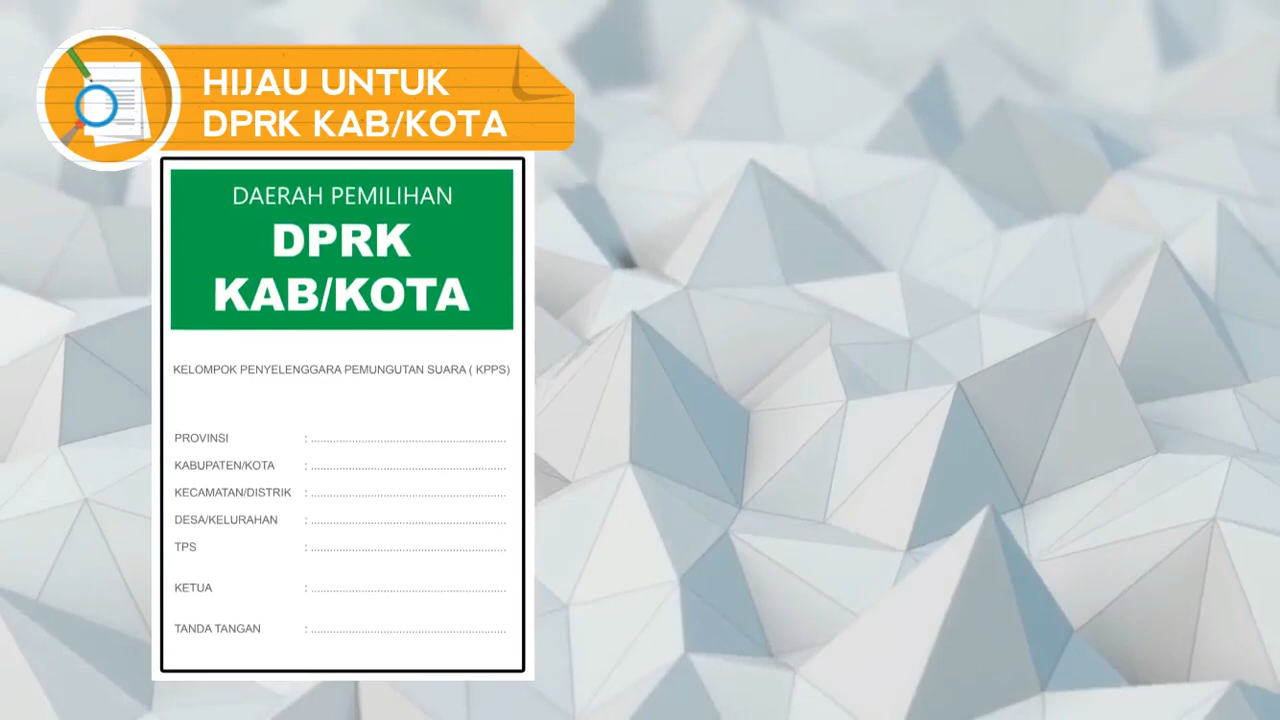 HIJAU UNTUK
DPRK KAB/KOTA
DAERAH PEMILIHAN
DPRK
KAB/KOTA
KELOMPOK PENYELENGGARA PEMUNGUTAN SUARA ( KPPS)
PROVINSI : ................................................................
KABUPATEN/KOTA : ................................................................
KECAMATAN/DISTRIK : ................................................................
DESA/KELURAHAN : ................................................................
TPS : ................................................................
KETUA : ................................................................
TANDA TANGAN : ................................................................